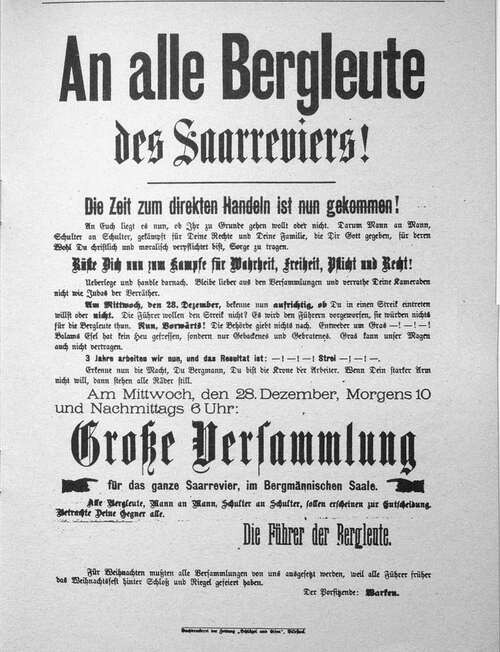 An alle Bergleute
des Saarreviers!
Die Zeit zum direkten Handeln ist nun gekommen!
An Euch liegt es nun, ob Ihr zu Grunde gehen wollt oder nicht. Darum Mann an Mann,
Schulter an Schulter, gekämpft für Deine Rechte und Deine Familie, die Dir Gott gegeben, für deren
Wohl Du christlich und moralisch verpflichtet bist, Sorge zu tragen.
Rüste Dich nun zum Kampfe für Wahrheit, Freiheit, Pflicht und Recht!
Ueberlege und handle darnach. Bleibe lieber aus den Versammlungen und verrathe Deine Kameraden
nicht wie Judas der Verräther.
Am Mittwoch, den 28. Dezember, bekenne nun aufrichtig, ob Du in einen Streik eintreten
willst oder nicht. Die Führer wollen den Streik nicht? Es wird den Führern vorgeworfen, sie würden nichts
für die Bergleute thun. Nun, Vorwärts! Die Behörde giebt nichts nach. Entweder um Gras —!—!—!
Balams Esel hat kein Heu gefressen, sondern nur Gebackenes und Gebratenes. Gras kann unser Magen
auch nicht vertragen.
3 Jahre arbeiten wir nun, und das Resultat ist: —!—!—! Strei —!—!—.
Erkenne nun die Macht, Du Bergmann, Du bist die Krone der Arbeiter. Wenn Dein starker Arm
nicht will, dann stehen alle Räder still.
Am Mittwoch, den 28. Dezember, Morgens 10
und Nachmittags 6 Uhr:
Große Versammlung
für das ganze Saarrevier, im Bergmännischen Saale.
Alle Bergleute, Mann an Mann, Schulter an Schulter, sollen erscheinen zur Entscheidung.
Betrachte Deine Gegner alle.
Die Führer der Bergleute.
Für Weihnachten mußten alle Versammlungen von uns ausgesetzt werden, weil alle Führer früher
das Weihnachtsfest hinter Schloß und Riegel gefeiert haben.
Der Vorsitzende: Warken.
Buchdruckerei der Zeitung „Schlägel und Eisen", Bildstock.